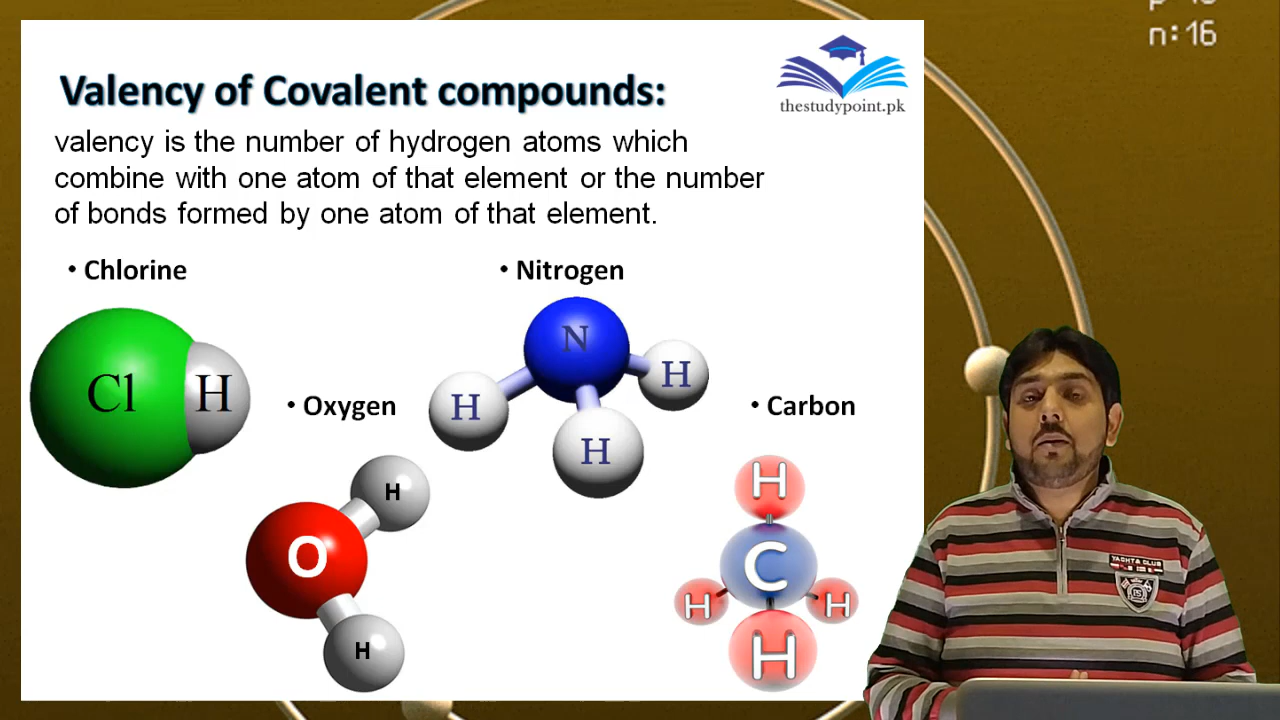 n:16
thestudypoint.pk
Valency of Covalent compounds:
valency is the number of hydrogen atoms which
combine with one atom of that element or the number
of bonds formed by one atom of that element.
• Chlorine
• Nitrogen
Cl H
N
H
H
H
• Oxygen
• Carbon
H
O
H
H
C
H
H
H
YACHT& CLUB